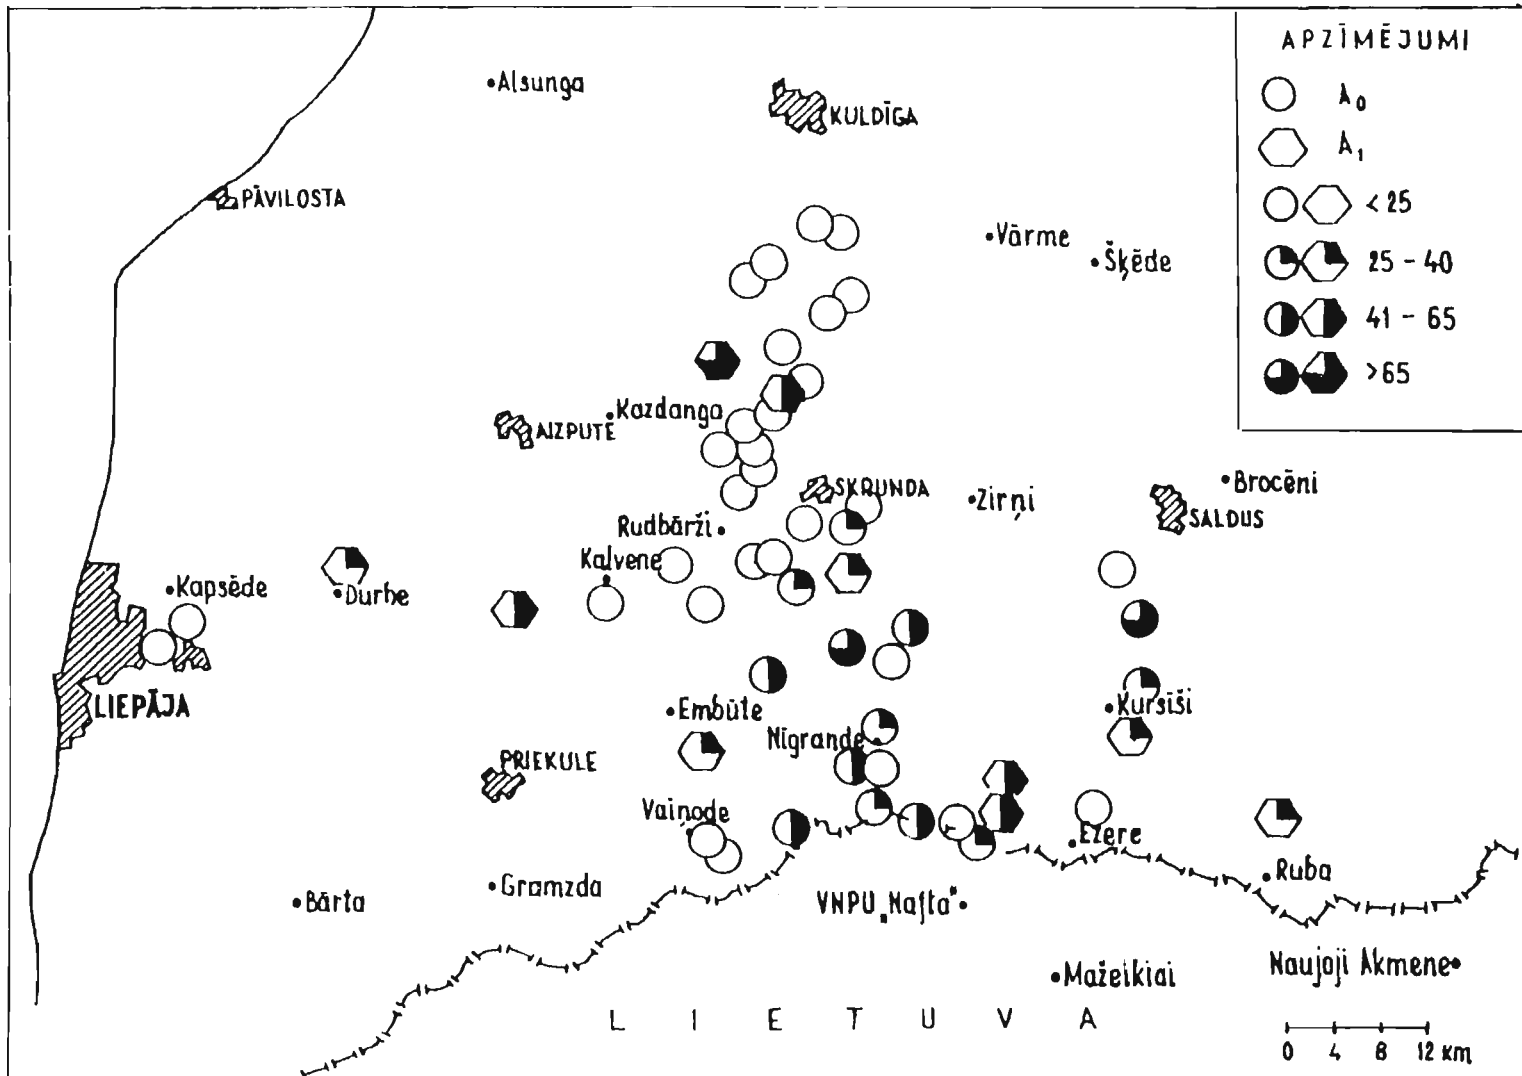 APZĪMĒJUMI
A₀
A₁
<25
25 - 40
41 - 65
>65
Alsunga
KULDĪGA
PĀVILOSTA
Vārme
Šķēde
Kazdanga
AIZPUTE
SKRUNDA
Zirņi
Brocēni
SALDUS
Rudbārži
Kalvene
Kapsēde
Durbe
LIEPĀJA
Embūte
Kursīši
Nīgrande
PRIEKULE
Vaiņode
Ezere
Ruba
Gramzda
Bārta
VNPU „Nafta"
Mažeikiai
Naujoji Akmene
L I E T U V A
0 4 8 12 km